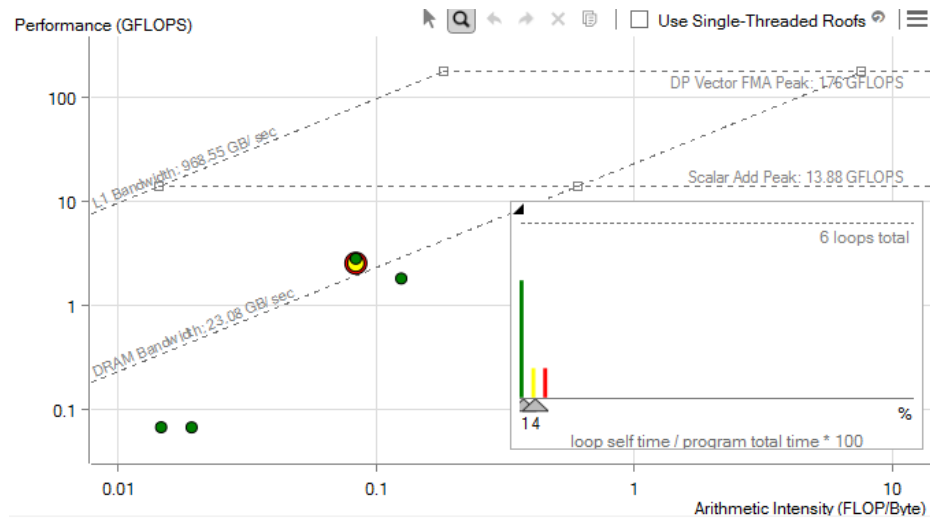 Performance (GFLOPS)
Use Single-Threaded Roofs
100
DP Vector FMA Peak: 176 GFLOPS
L1 Bandwidth: 968.55 GB/sec
10
Scalar Add Peak: 13.88 GFLOPS
6 loops total
1
DRAM Bandwidth: 23.08 GB/sec
0.1
%
14
loop self time / program total time * 100
0.01
0.1
1
10
Arithmetic Intensity (FLOP/Byte)